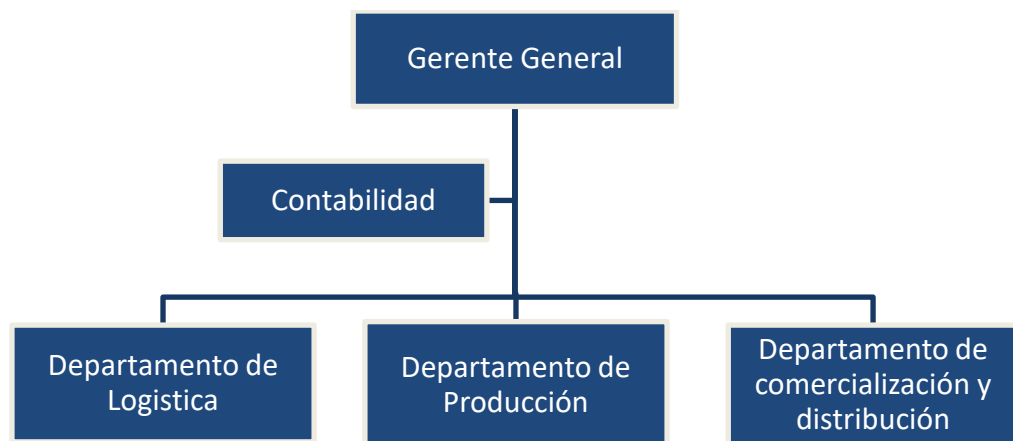 Gerente General
Contabilidad
Departamento de
Logistica
Departamento de
Producción
Departamento de
comercialización y
distribución